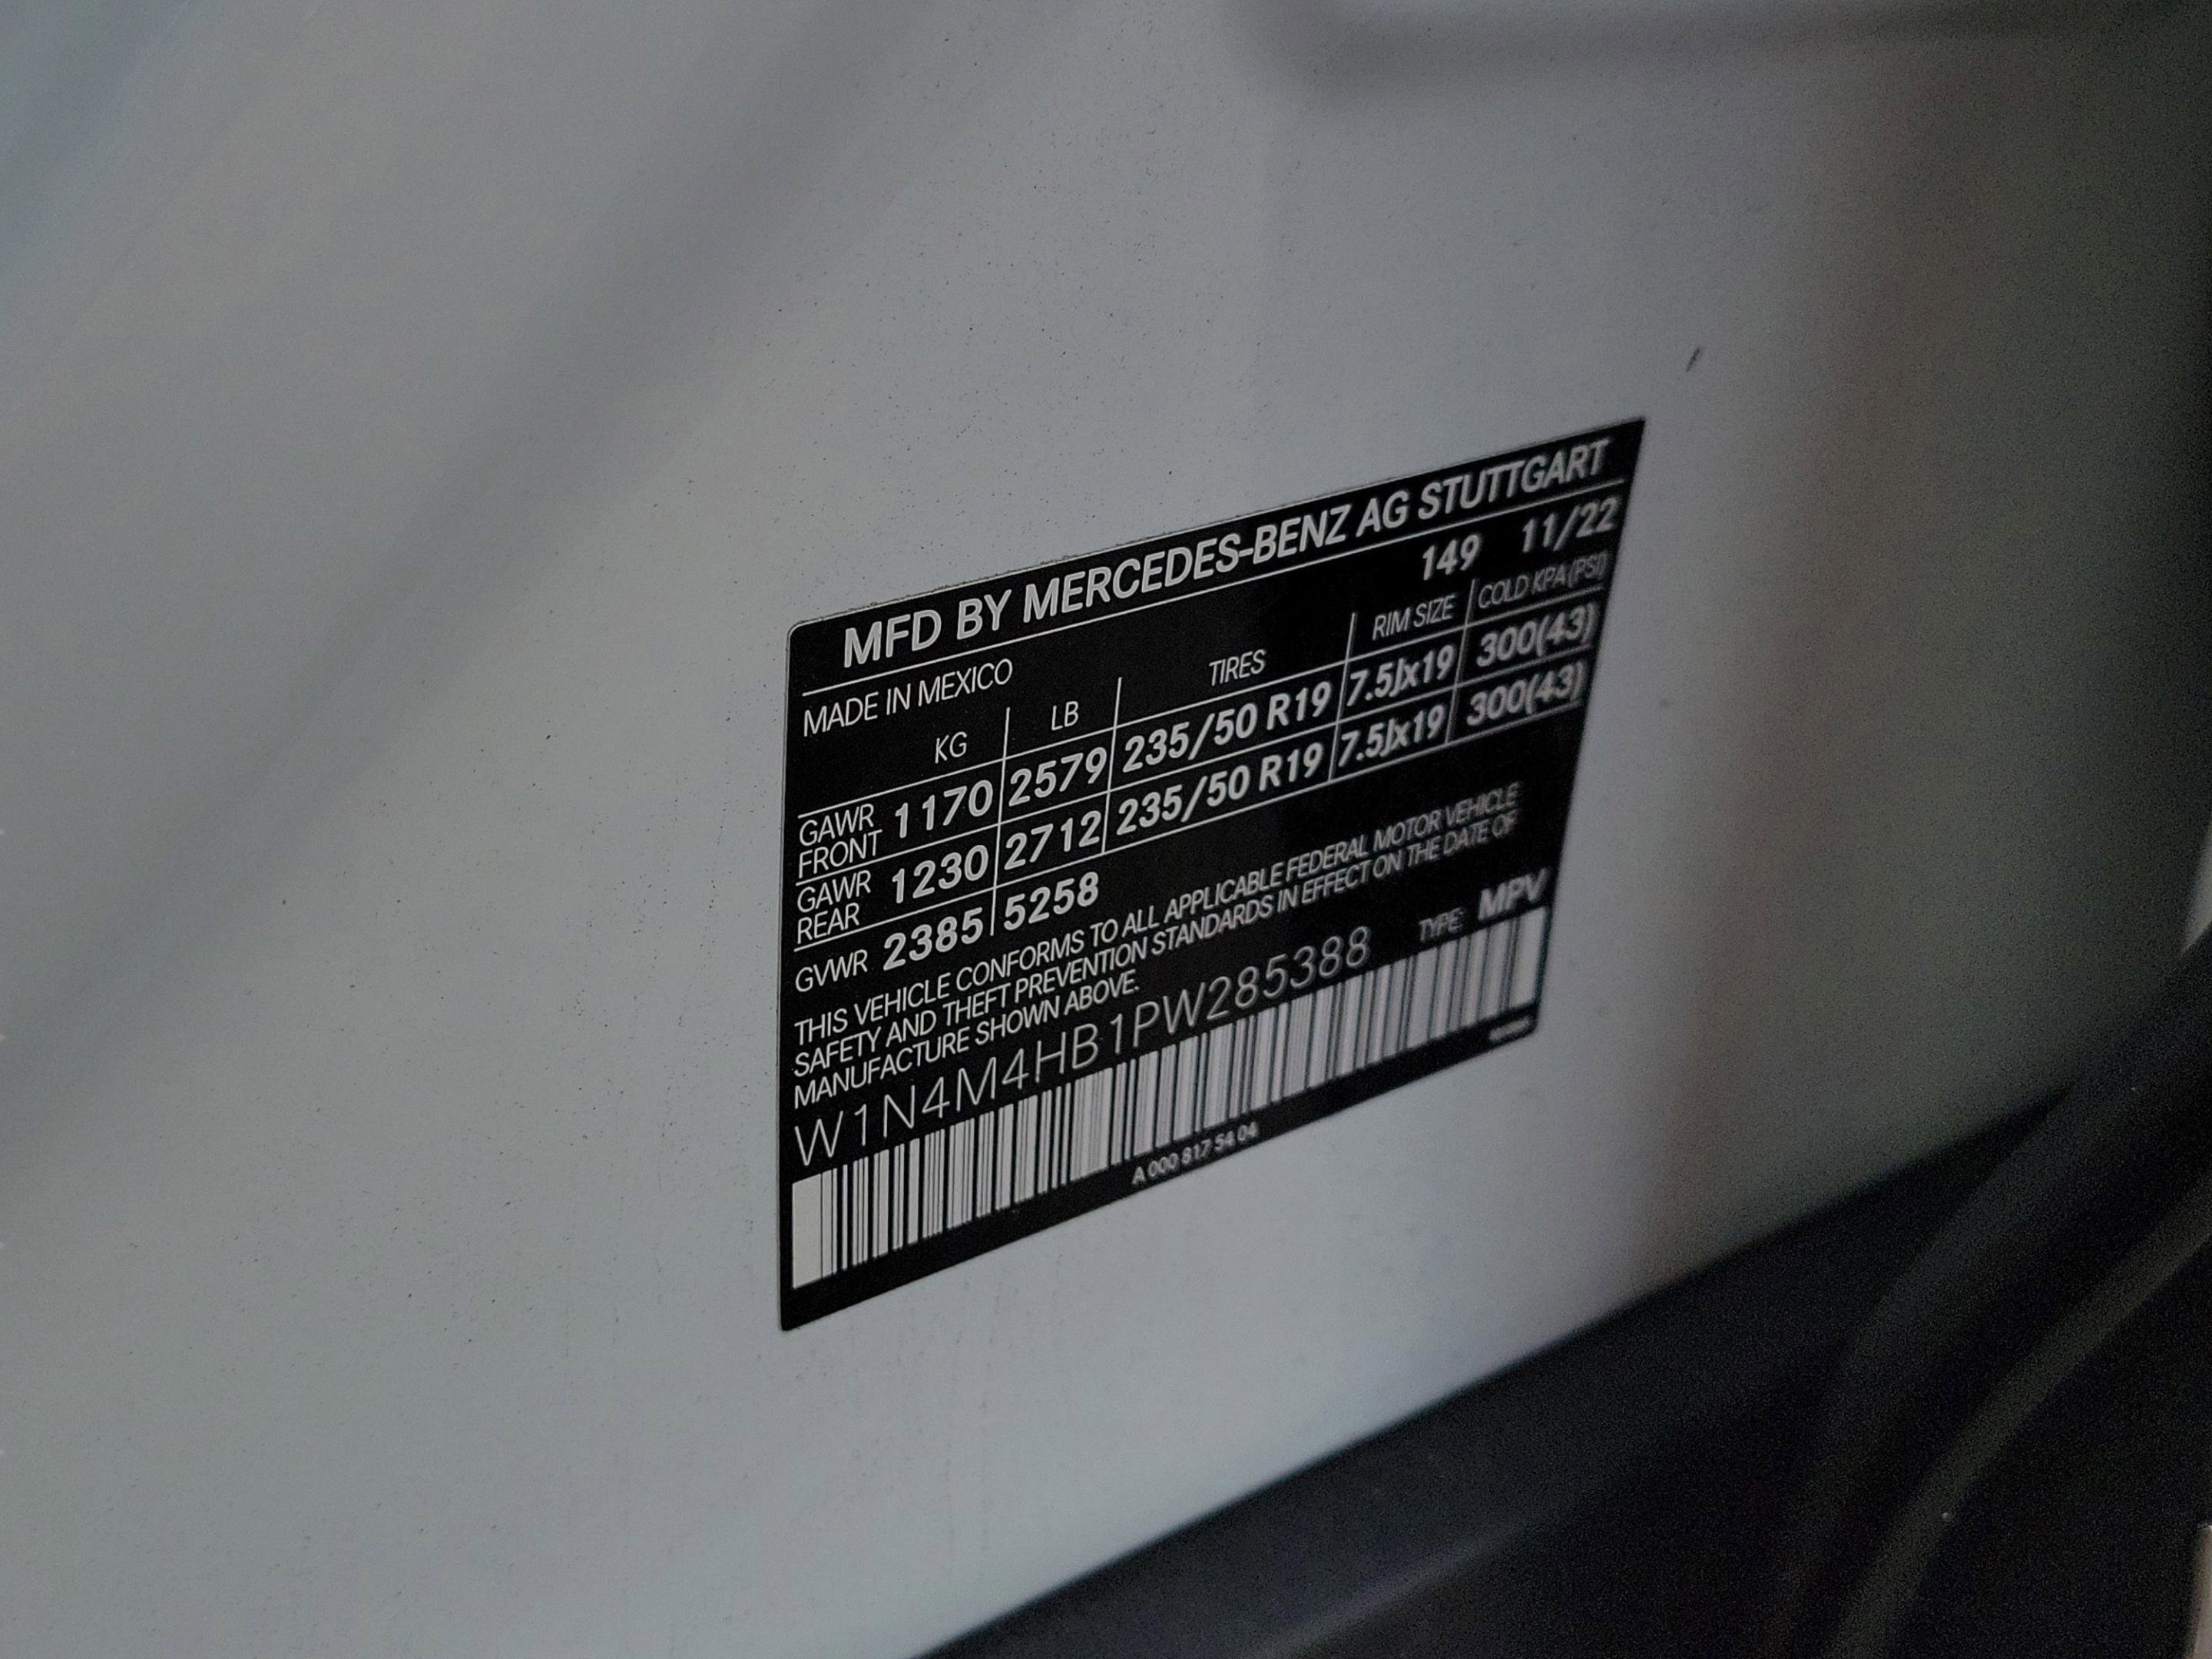 MFD BY MERCEDES-BENZ AG STUTTGART
MADE IN MEXICO 149 11/22
KG LB TIRES RIM SIZE COLD KPA (PSI)
GAWR FRONT 1170 2579 235/50 R19 7.5Jx19 300(43)
GAWR REAR 1230 2712 235/50 R19 7.5Jx19 300(43)
GVWR 2385 5258
THIS VEHICLE CONFORMS TO ALL APPLICABLE FEDERAL MOTOR VEHICLE
SAFETY AND THEFT PREVENTION STANDARDS IN EFFECT ON THE DATE OF
MANUFACTURE SHOWN ABOVE.
W1N4M4HB1PW285388 TYPE: MPV
A 000 817 54 04